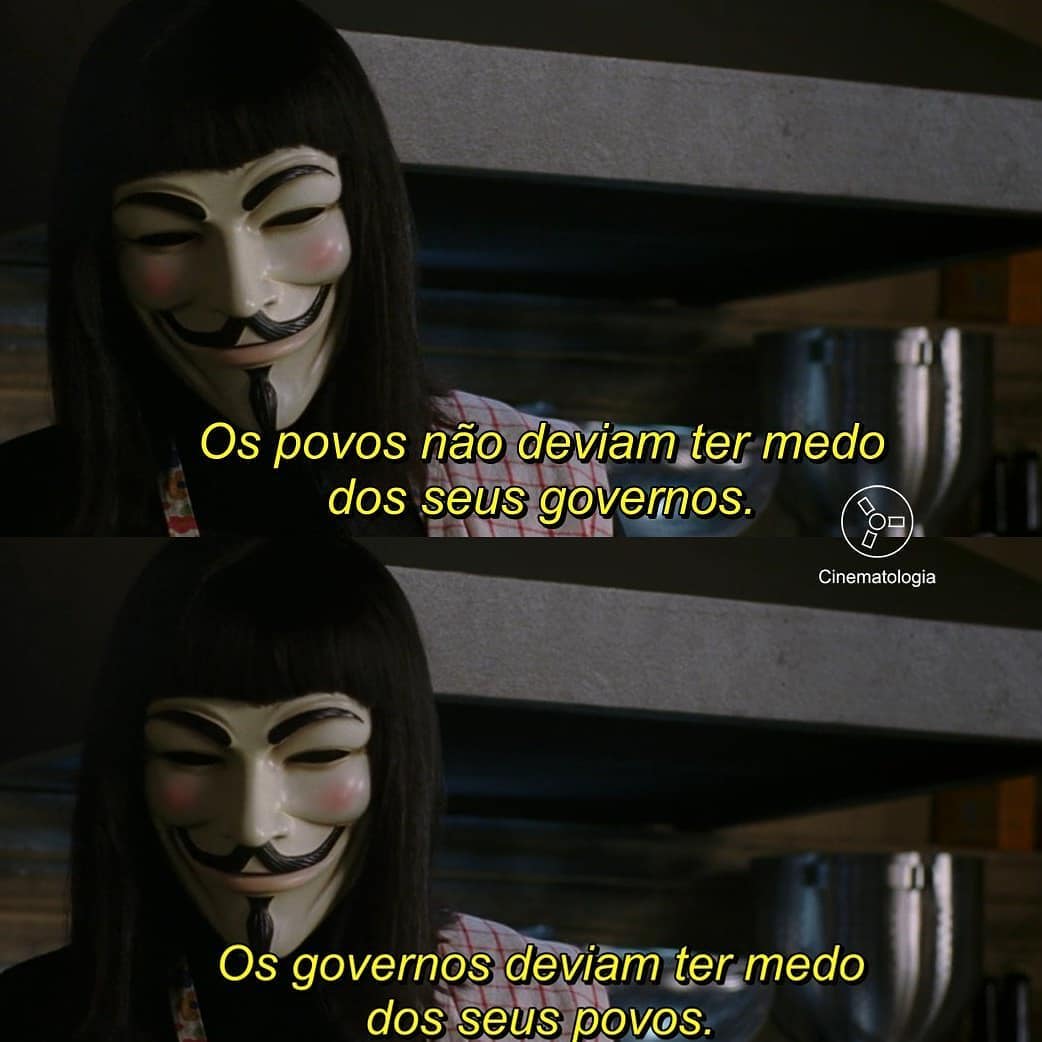 Os povos não deviam ter medo
dos seus governos.
Cinematologia
Os governos deviam ter medo
dos seus povos.